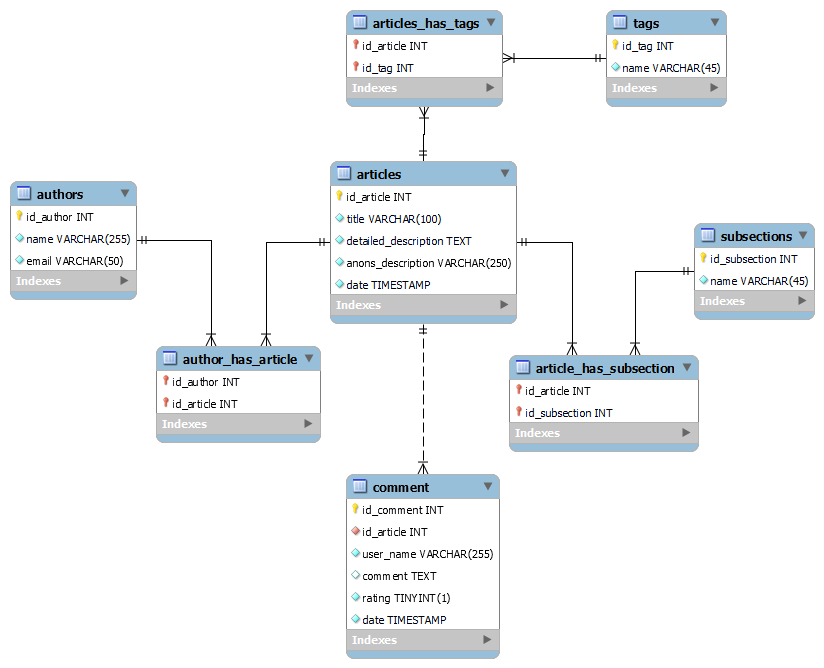 articles_has_tags
id_article INT
id_tag INT
Indexes
tags
id_tag INT
name VARCHAR(45)
Indexes
articles
id_article INT
title VARCHAR(100)
detailed_description TEXT
anons_description VARCHAR(250)
date TIMESTAMP
Indexes
authors
id_author INT
name VARCHAR(255)
email VARCHAR(50)
Indexes
subsections
id_subsection INT
name VARCHAR(45)
Indexes
author_has_article
id_author INT
id_article INT
Indexes
article_has_subsection
id_article INT
id_subsection INT
Indexes
comment
id_comment INT
id_article INT
user_name VARCHAR(255)
comment TEXT
rating TINYINT(1)
date TIMESTAMP
Indexes